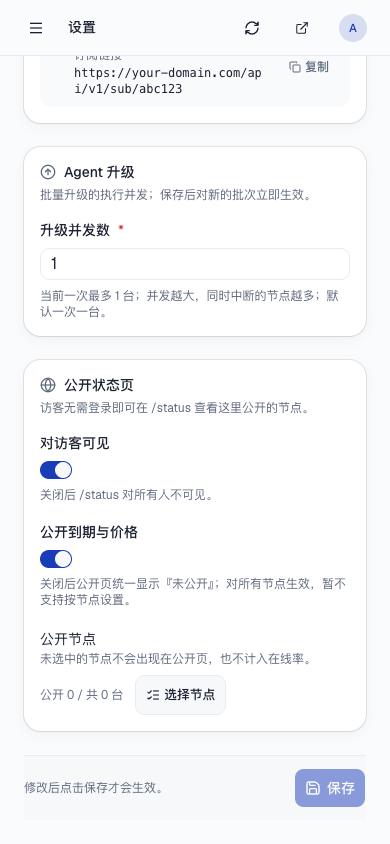 设置
A
订阅链接
https://your-domain.com/ap
i/v1/sub/abc123
复制
Agent 升级
批量升级的执行并发；保存后对新的批次立即生效。
升级并发数 *
1
当前一次最多 1 台；并发越大，同时中断的节点越多；默
认一次一台。
公开状态页
访客无需登录即可在 /status 查看这里公开的节点。
对访客可见
关闭后 /status 对所有人不可见。
公开到期与价格
关闭后公开页统一显示『未公开』；对所有节点生效，暂不
支持按节点设置。
公开节点
未选中的节点不会出现在公开页，也不计入在线率。
公开 0 / 共 0 台
选择节点
修改后点击保存才会生效。
保存